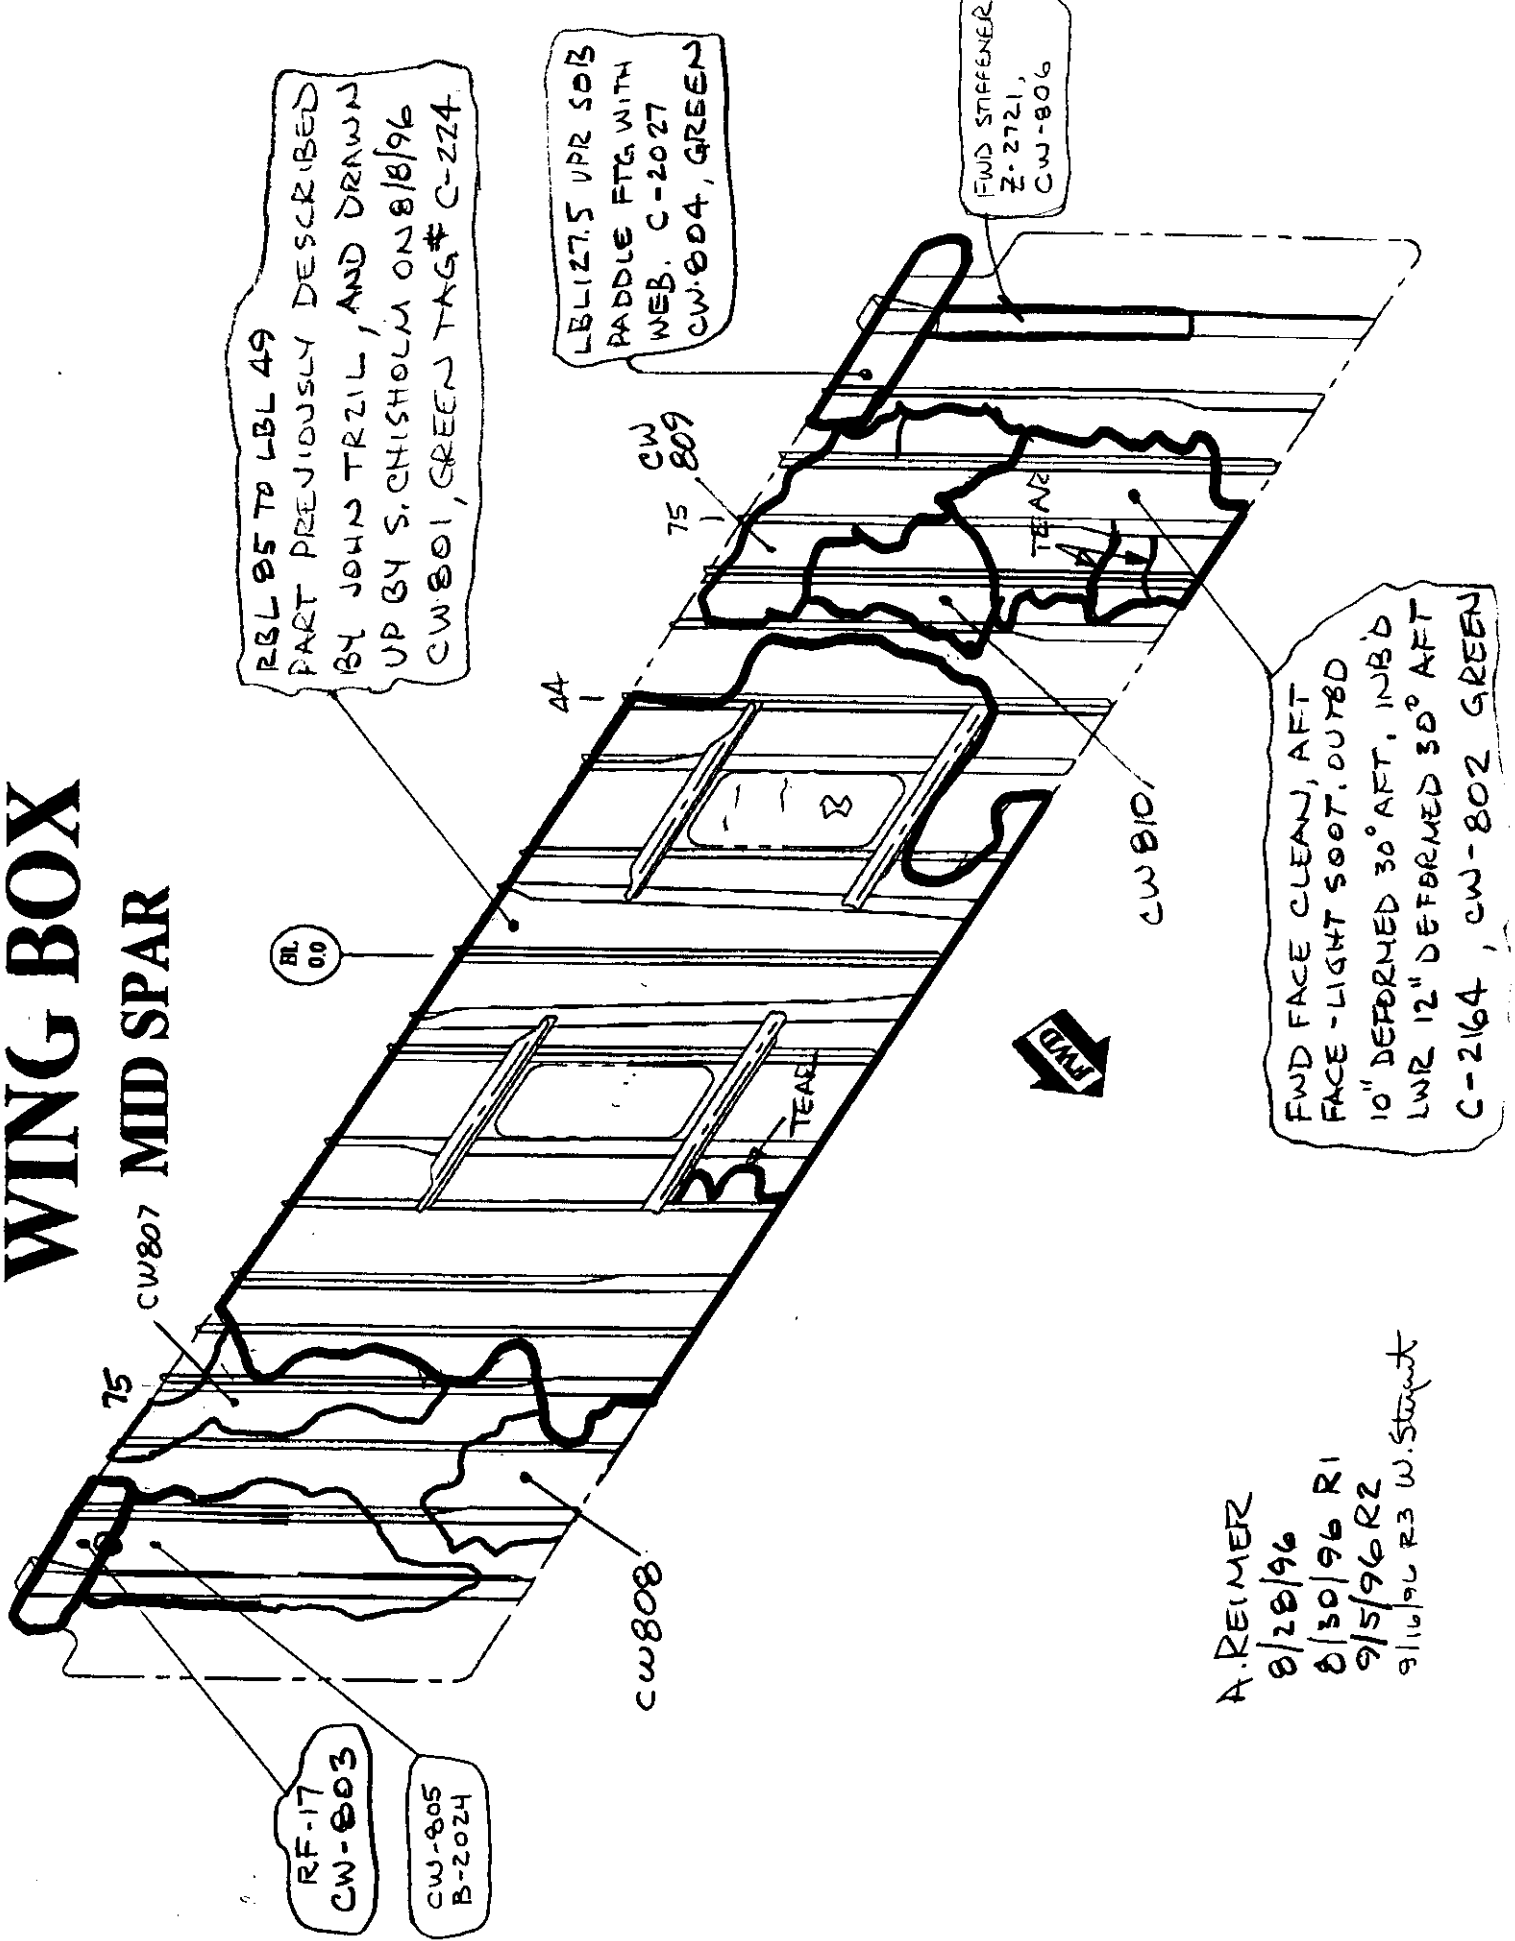 WING BOX
MID SPAR
RBL 85 TO LBL 49
PART PREVIOUSLY DESCRIBED
BY JOHN TRZIL, AND DRAWN
UP BY S. CHISHOLM ON 8/8/96
CW801, GREEN TAG# C-224
LBL127.5 UPR SOB
PADDLE FTG WITH
WEB. C-2027
CW-804, GREEN
FWD STIFFENER
Z-2721,
CW-806
CW807
75
BL
0.0
44
75
CW
809
RF-17
CW-803
CW-805
B-2024
CW808
TEAR
FWD
CW810
TEAR
FWD FACE CLEAN, AFT
FACE - LIGHT SOOT. OUTBD
10" DEFORMED 30° AFT, INB'D
LWR 12" DEFORMED 30° AFT
C-2164, CW-802 GREEN
A. REIMER
8/28/96
8/30/96 R1
9/5/96 R2
9/16/96 R3 W. Stewart